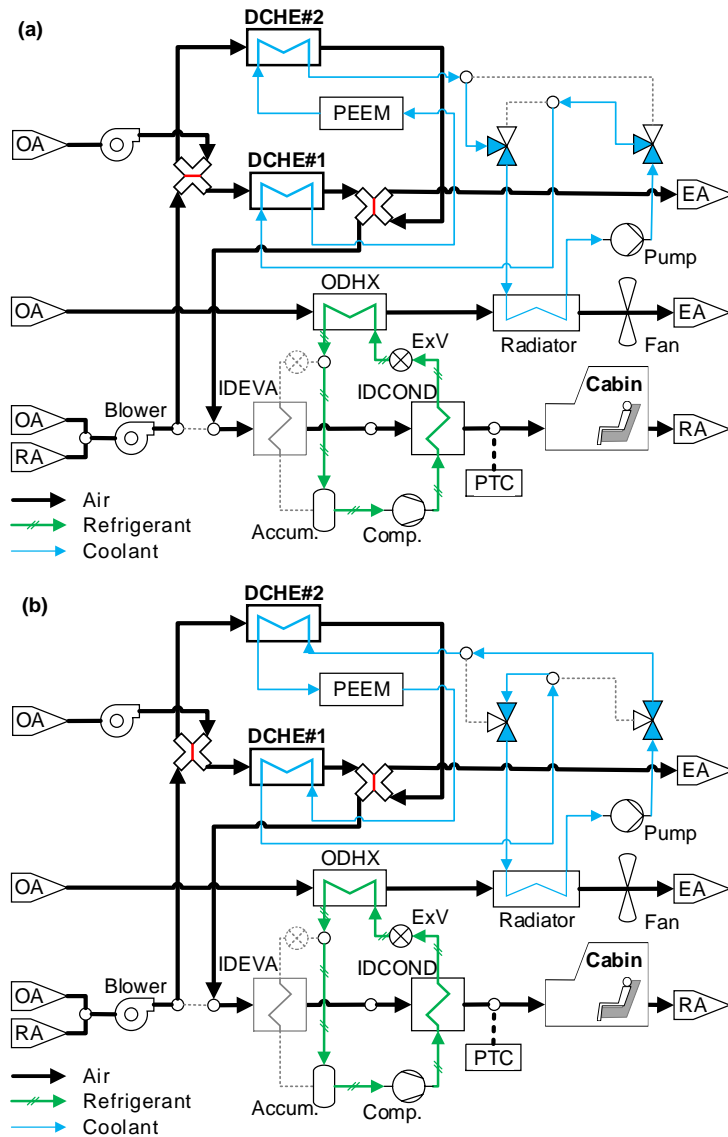 (a)
DCHE#2
PEEM
OA
DCHE#1
EA
Pump
ODHX
OA
EA
ExV
Radiator
Fan
IDEVA
IDCOND
Cabin
OA
Blower
RA
RA
PTC
Air
Refrigerant
Accum.
Comp.
Coolant
(b)
DCHE#2
PEEM
OA
DCHE#1
EA
Pump
ODHX
OA
EA
ExV
Radiator
Fan
IDEVA
IDCOND
Cabin
OA
Blower
RA
RA
PTC
Air
Refrigerant
Accum.
Comp.
Coolant